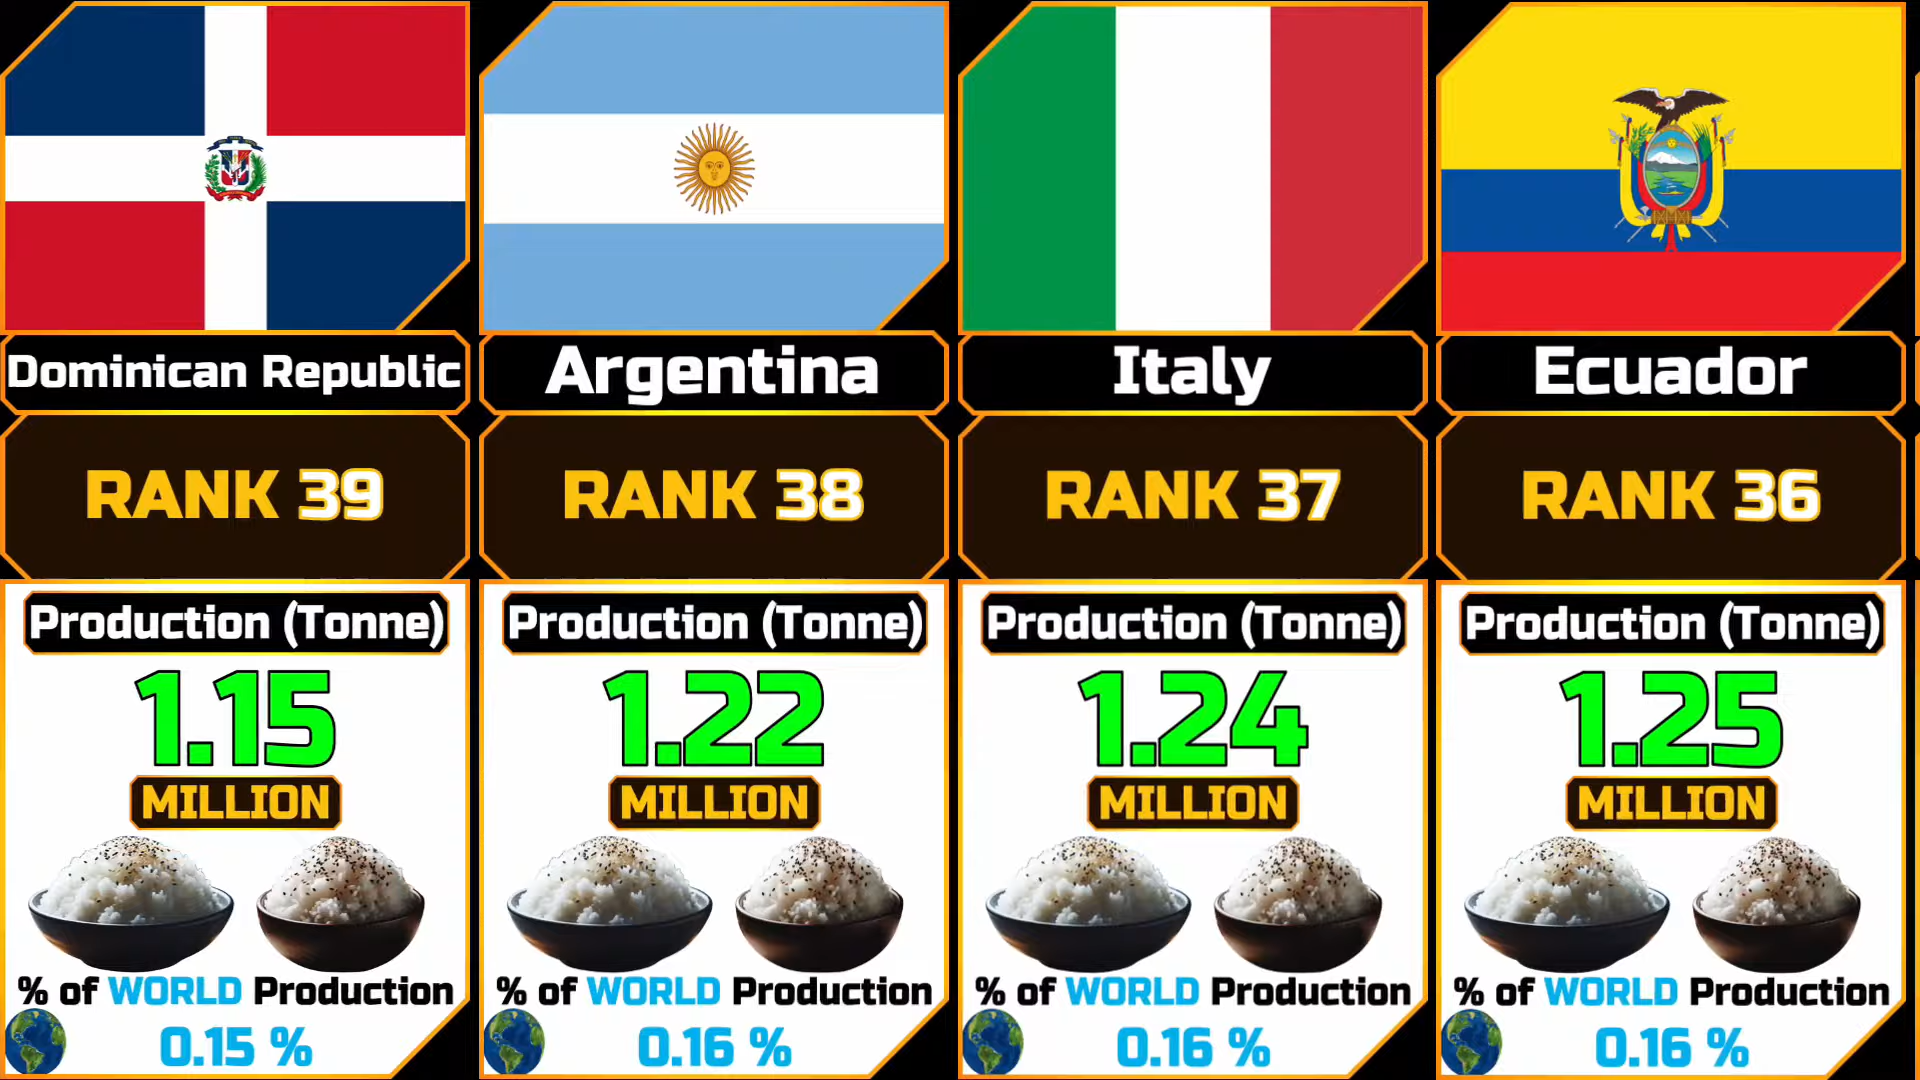 Dominican Republic
RANK 39
Production (Tonne)
1.15
MILLION
% of WORLD Production
0.15 %
Argentina
RANK 38
Production (Tonne)
1.22
MILLION
% of WORLD Production
0.16 %
Italy
RANK 37
Production (Tonne)
1.24
MILLION
% of WORLD Production
0.16 %
Ecuador
RANK 36
Production (Tonne)
1.25
MILLION
% of WORLD Production
0.16 %